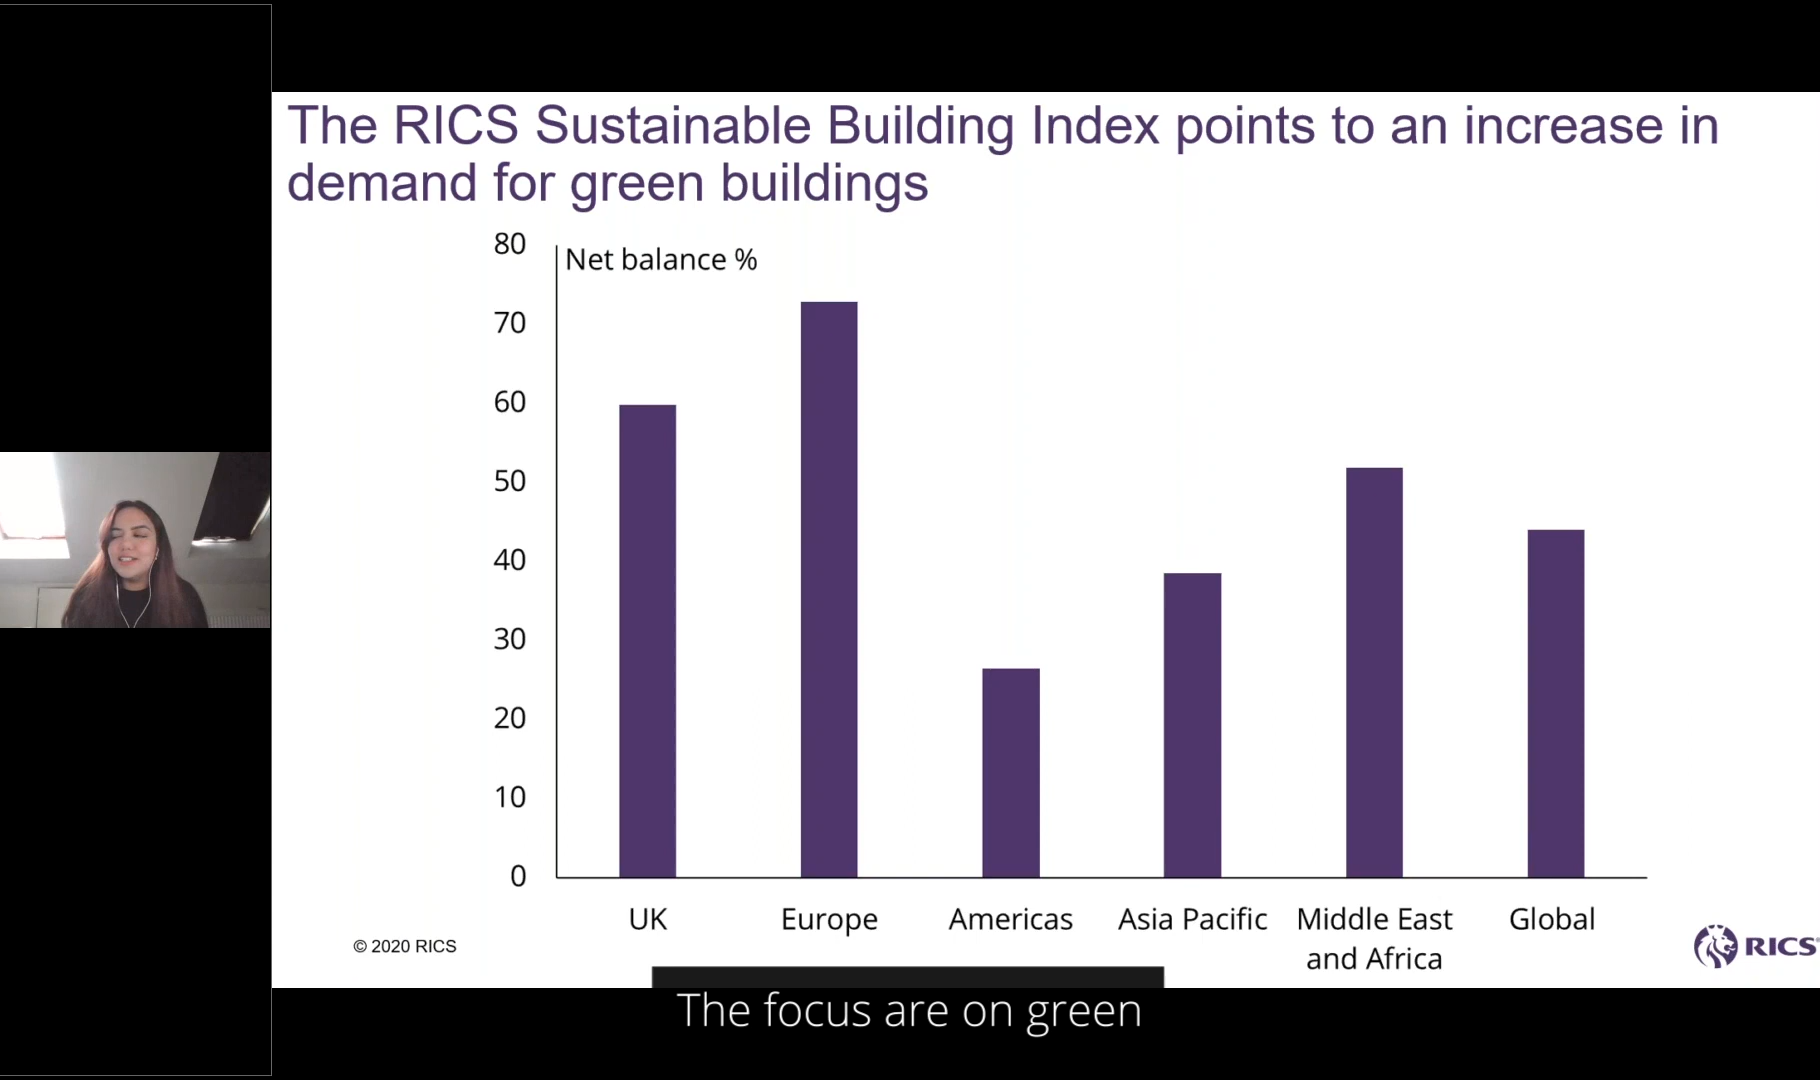 The RICS Sustainable Building Index points to an increase in
demand for green buildings
80
Net balance %
70
60
50
40
30
20
10
0
UK Europe Americas Asia Pacific Middle East and Africa Global
© 2020 RICS
RICS
The focus are on green